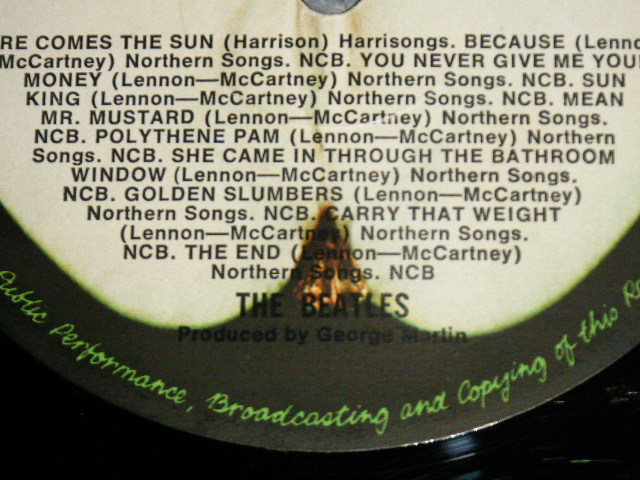 RE COMES THE SUN (Harrison) Harrisongs. BECAUSE (Lenno
McCartney) Northern Songs. NCB. YOU NEVER GIVE ME YOU
MONEY (Lennon—McCartney) Northern Songs. NCB. SUN
KING (Lennon—McCartney) Northern Songs. NCB. MEAN
MR. MUSTARD (Lennon—McCartney) Northern Songs.
NCB. POLYTHENE PAM (Lennon—McCartney) Northern
Songs. NCB. SHE CAME IN THROUGH THE BATHROOM
WINDOW (Lennon—McCartney) Northern Songs.
NCB. GOLDEN SLUMBERS (Lennon—McCartney)
Northern Songs. NCB. CARRY THAT WEIGHT
(Lennon—McCartney) Northern Songs.
NCB. THE END (Lennon—McCartney)
Northern Songs. NCB
THE BEATLES
Produced by George Martin
Public Performance, Broadcasting and Copying of this Re